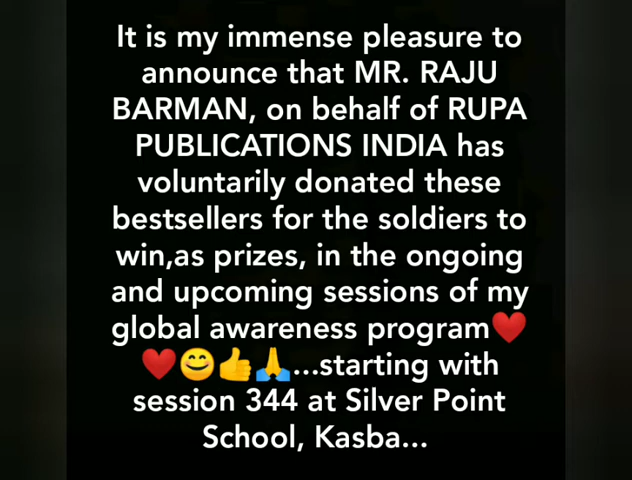 It is my immense pleasure to
announce that MR. RAJU
BARMAN, on behalf of RUPA
PUBLICATIONS INDIA has
voluntarily donated these
bestsellers for the soldiers to
win,as prizes, in the ongoing
and upcoming sessions of my
global awareness program❤️
❤️😊👍🙏...starting with
session 344 at Silver Point
School, Kasba...